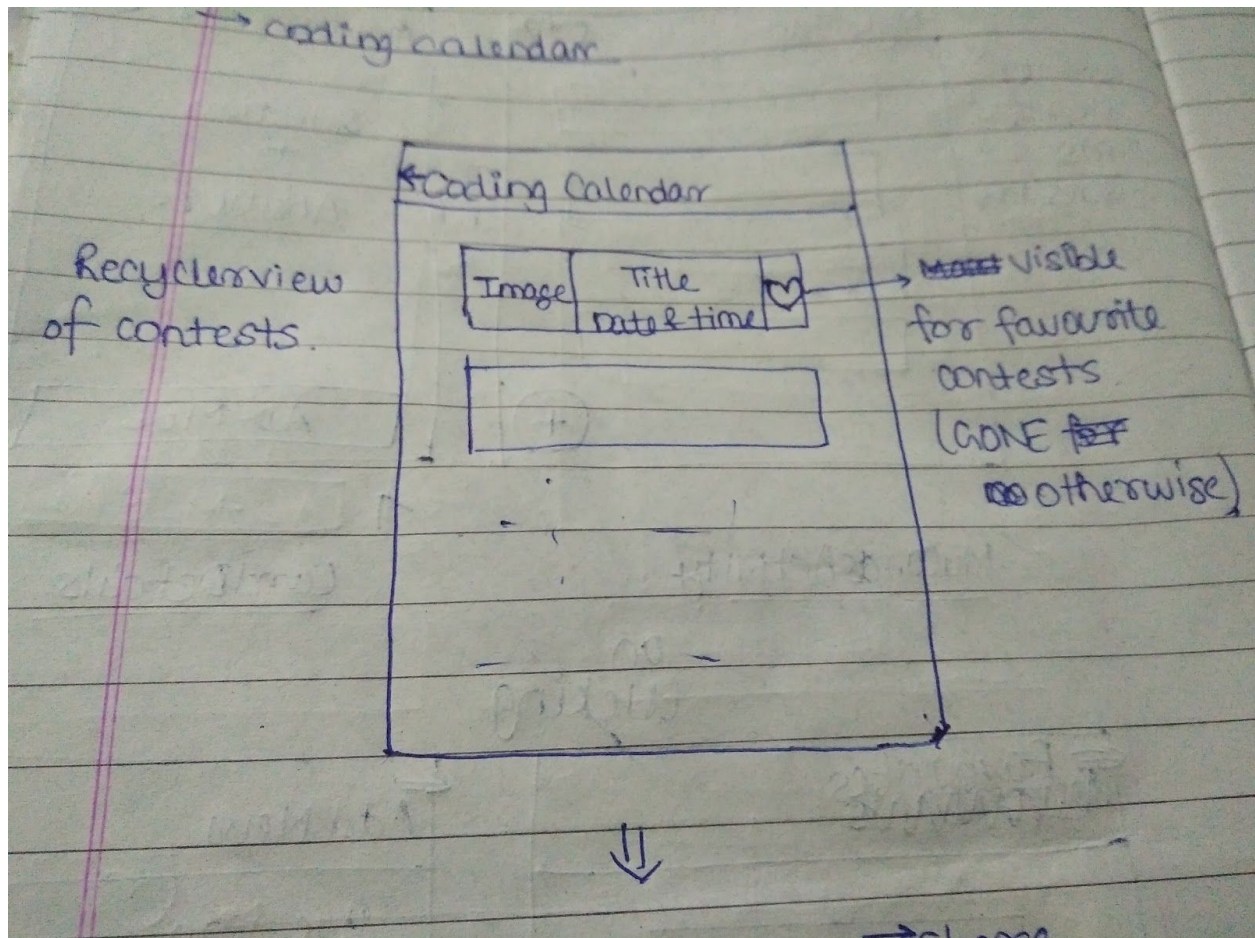 → coding calendar
←Coding Calendar
Recyclerview
of contests.
Image
Title
Date & time
→ visible
for favourite
contests
(GONE
otherwise)